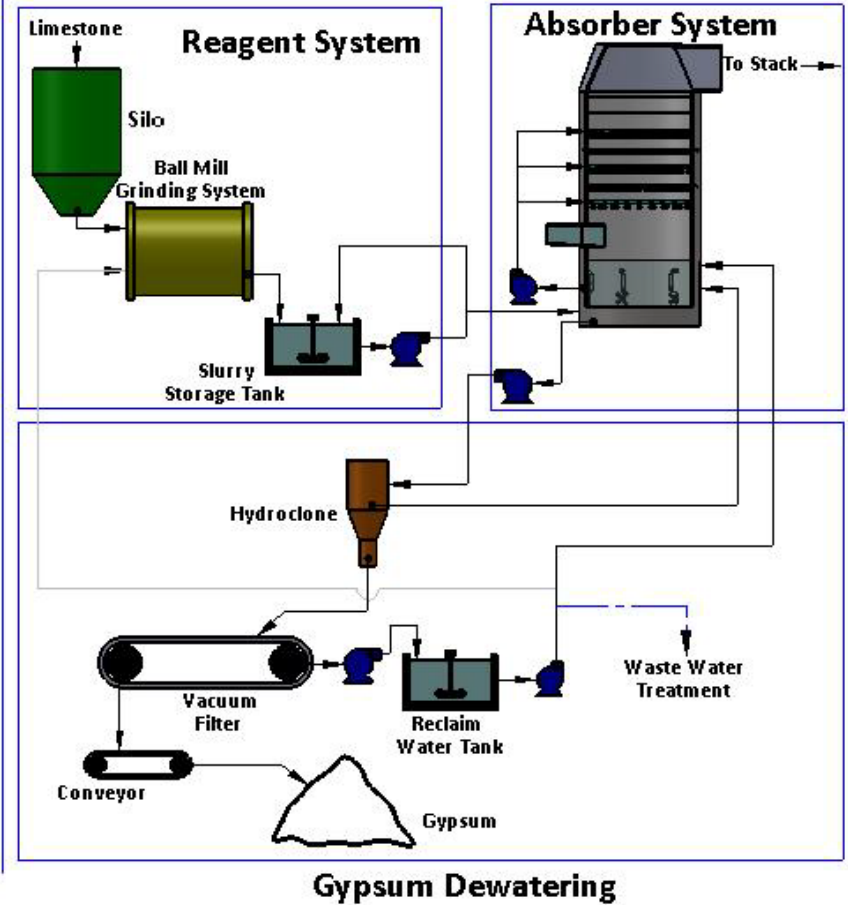 Limestone
Reagent System
Absorber System
To Stack
Silo
Ball Mill
Grinding System
Slurry
Storage Tank
Hydroclone
Vacuum
Filter
Reclaim
Water Tank
Waste Water
Treatment
Conveyor
Gypsum
Gypsum Dewatering